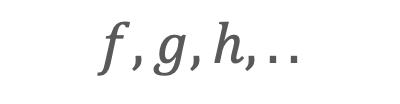 f, g, h, . .